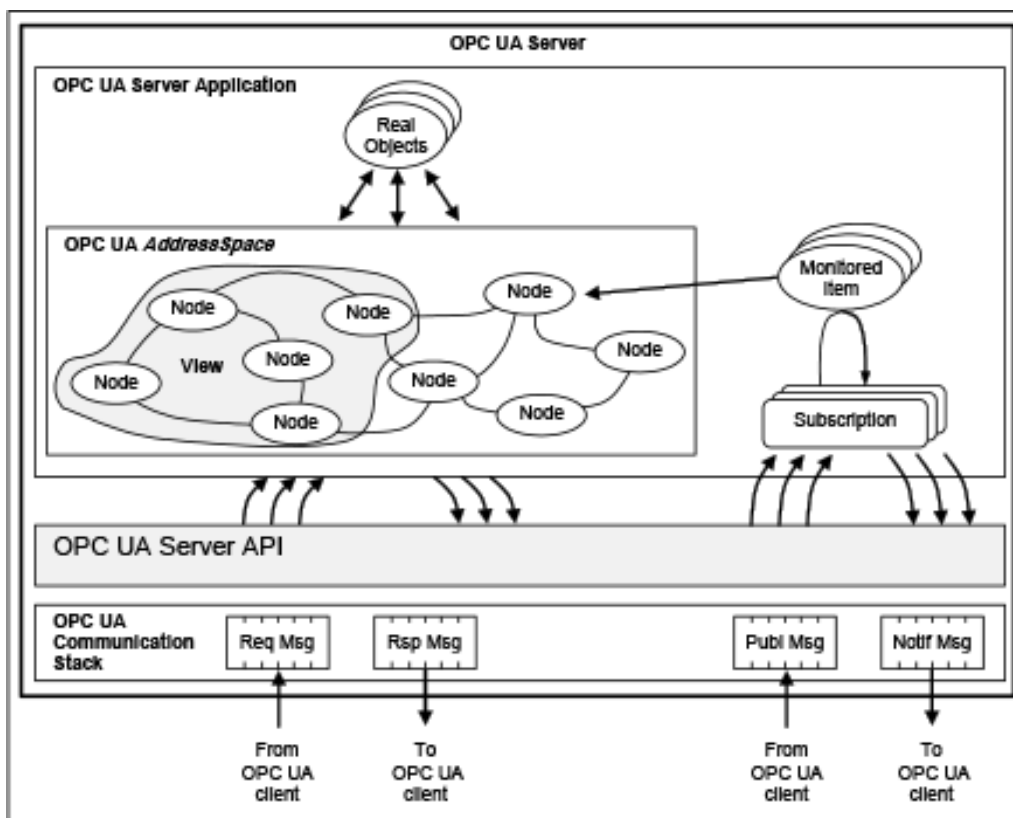 OPC UA Server
OPC UA Server Application
Real
Objects
OPC UA AddressSpace
Monitored
Item
Node
Node
Node
View
Node
Node
Node
Node
Node
Node
Subscription
OPC UA Server API
OPC UA
Communication
Stack
Req Msg
Rsp Msg
Publ Msg
Notif Msg
From
OPC UA
client
To
OPC UA
client
From
OPC UA
client
To
OPC UA
client